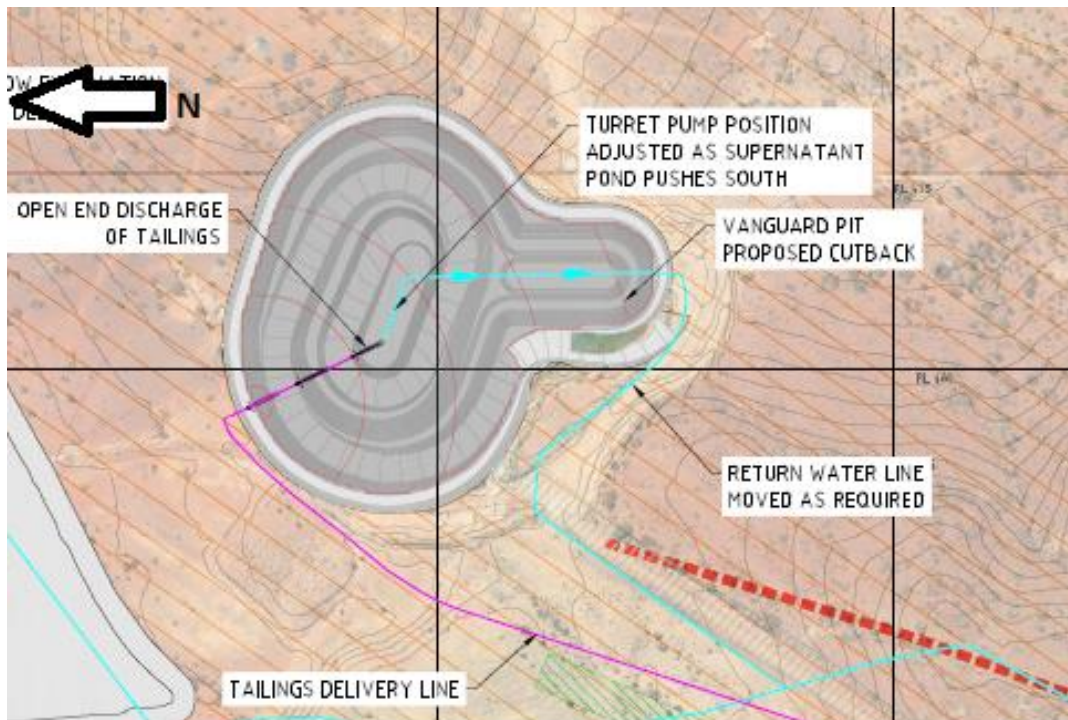 N
TURRET PUMP POSITION
ADJUSTED AS SUPERNATANT
POND PUSHES SOUTH
OPEN END DISCHARGE
OF TAILINGS
VANGUARD PIT
PROPOSED CUTBACK
RETURN WATER LINE
MOVED AS REQUIRED
TAILINGS DELIVERY LINE